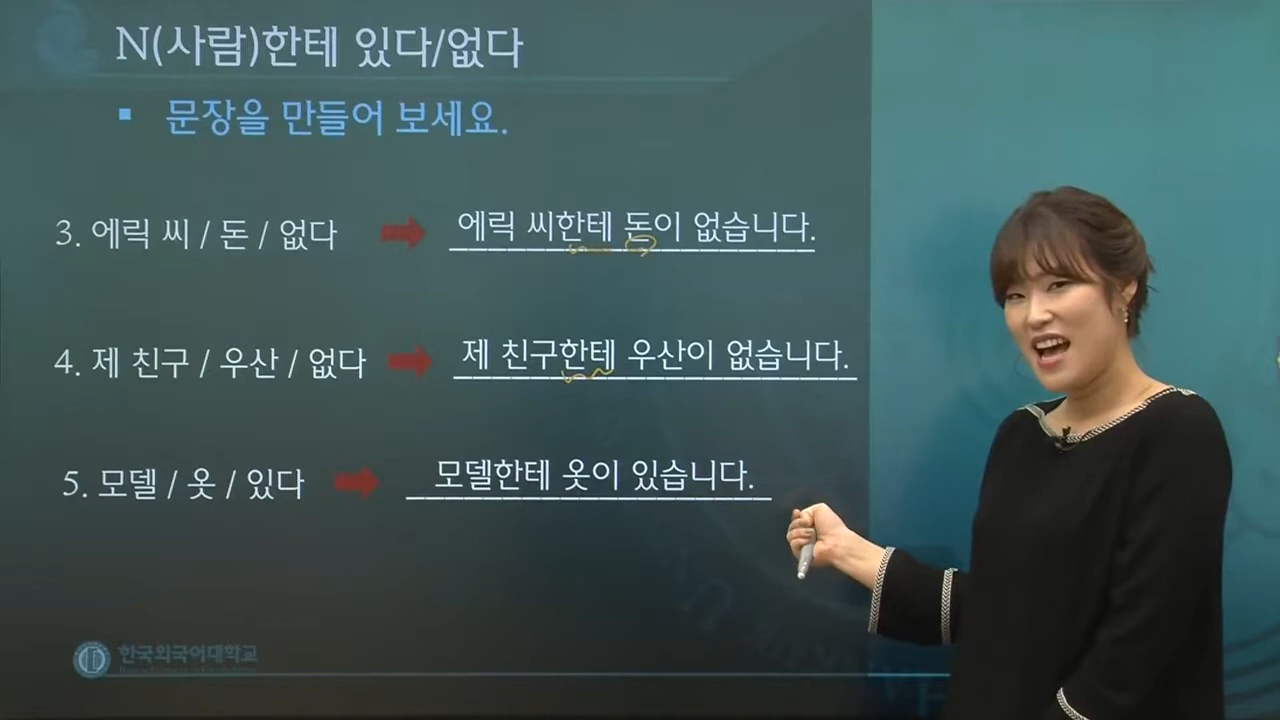 N(사람)한테 있다/없다
▪ 문장을 만들어 보세요.
3. 에릭 씨 / 돈 / 없다 ➡ 에릭 씨한테 돈이 없습니다.
4. 제 친구 / 우산 / 없다 ➡ 제 친구한테 우산이 없습니다.
5. 모델 / 옷 / 있다 ➡ 모델한테 옷이 있습니다.
한국외국어대학교